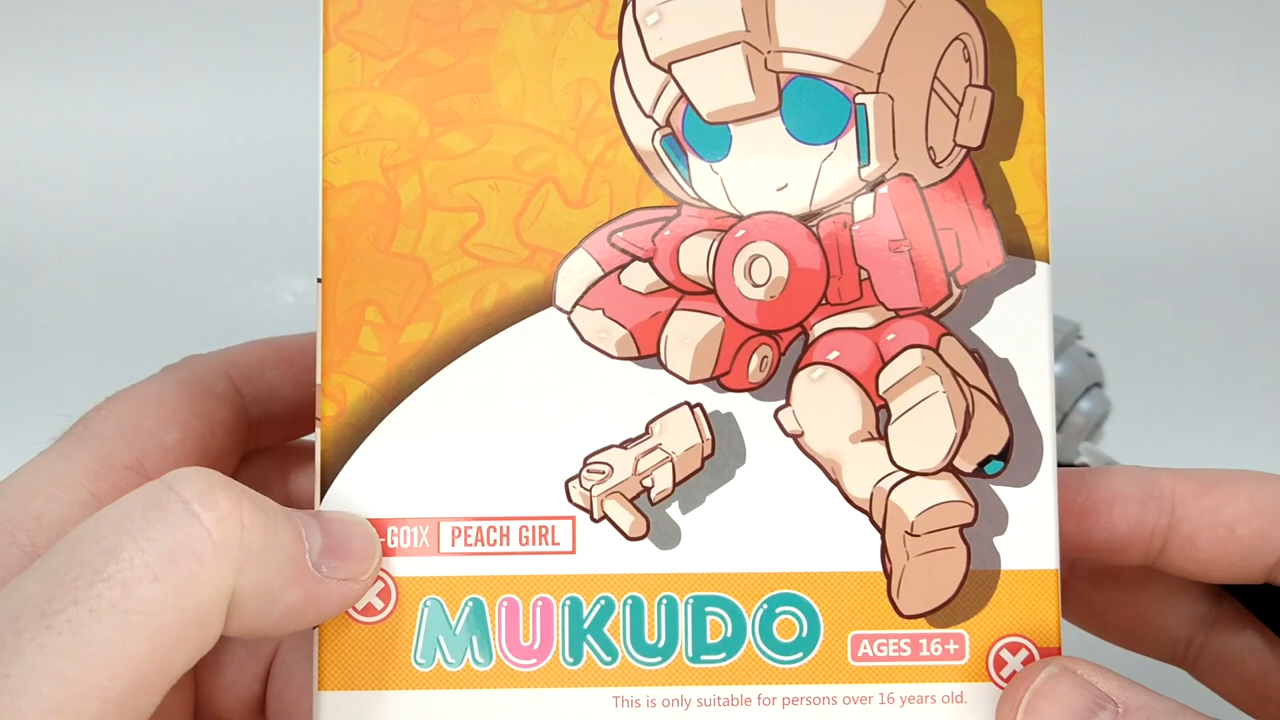 -G01X PEACH GIRL
MUKUDO
AGES 16+
This is only suitable for persons over 16 years old.